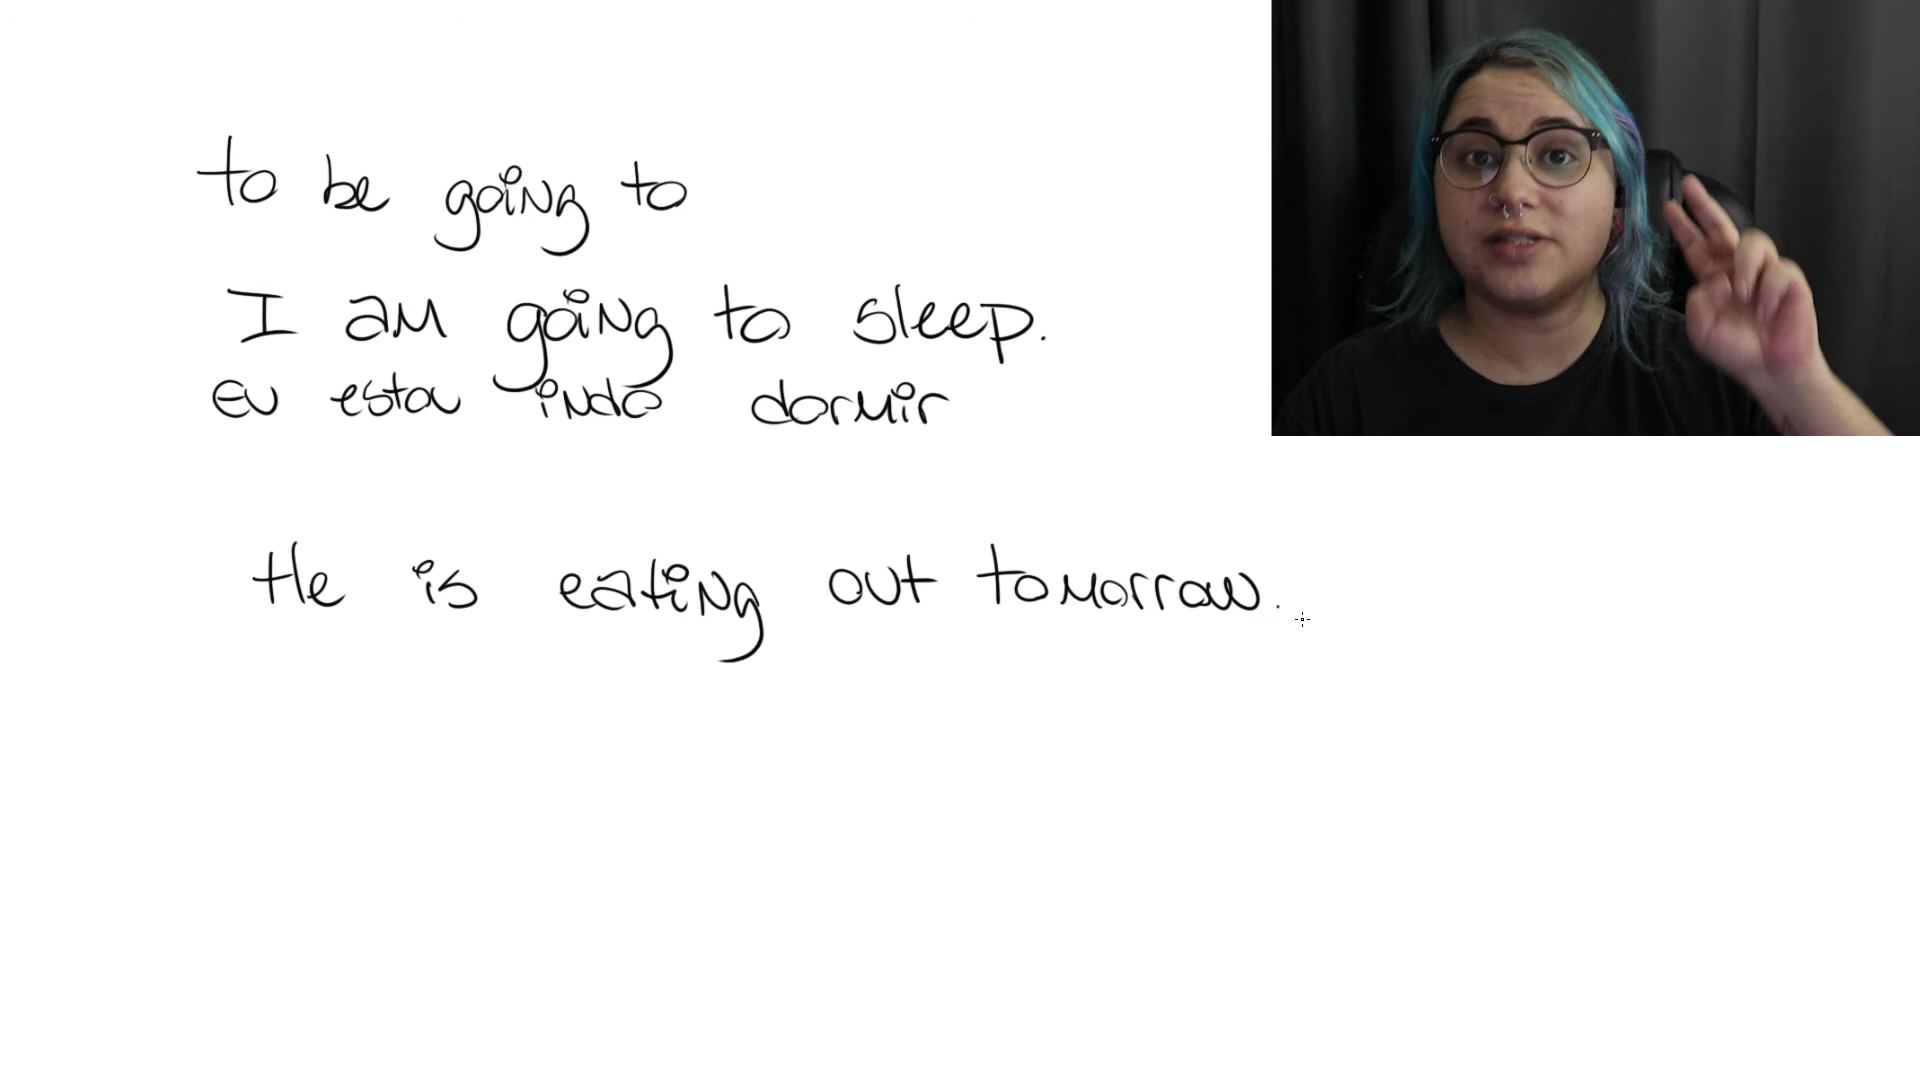 to be going to
I am going to sleep.
Eu estou indo dormir
He is eating out tomorrow.